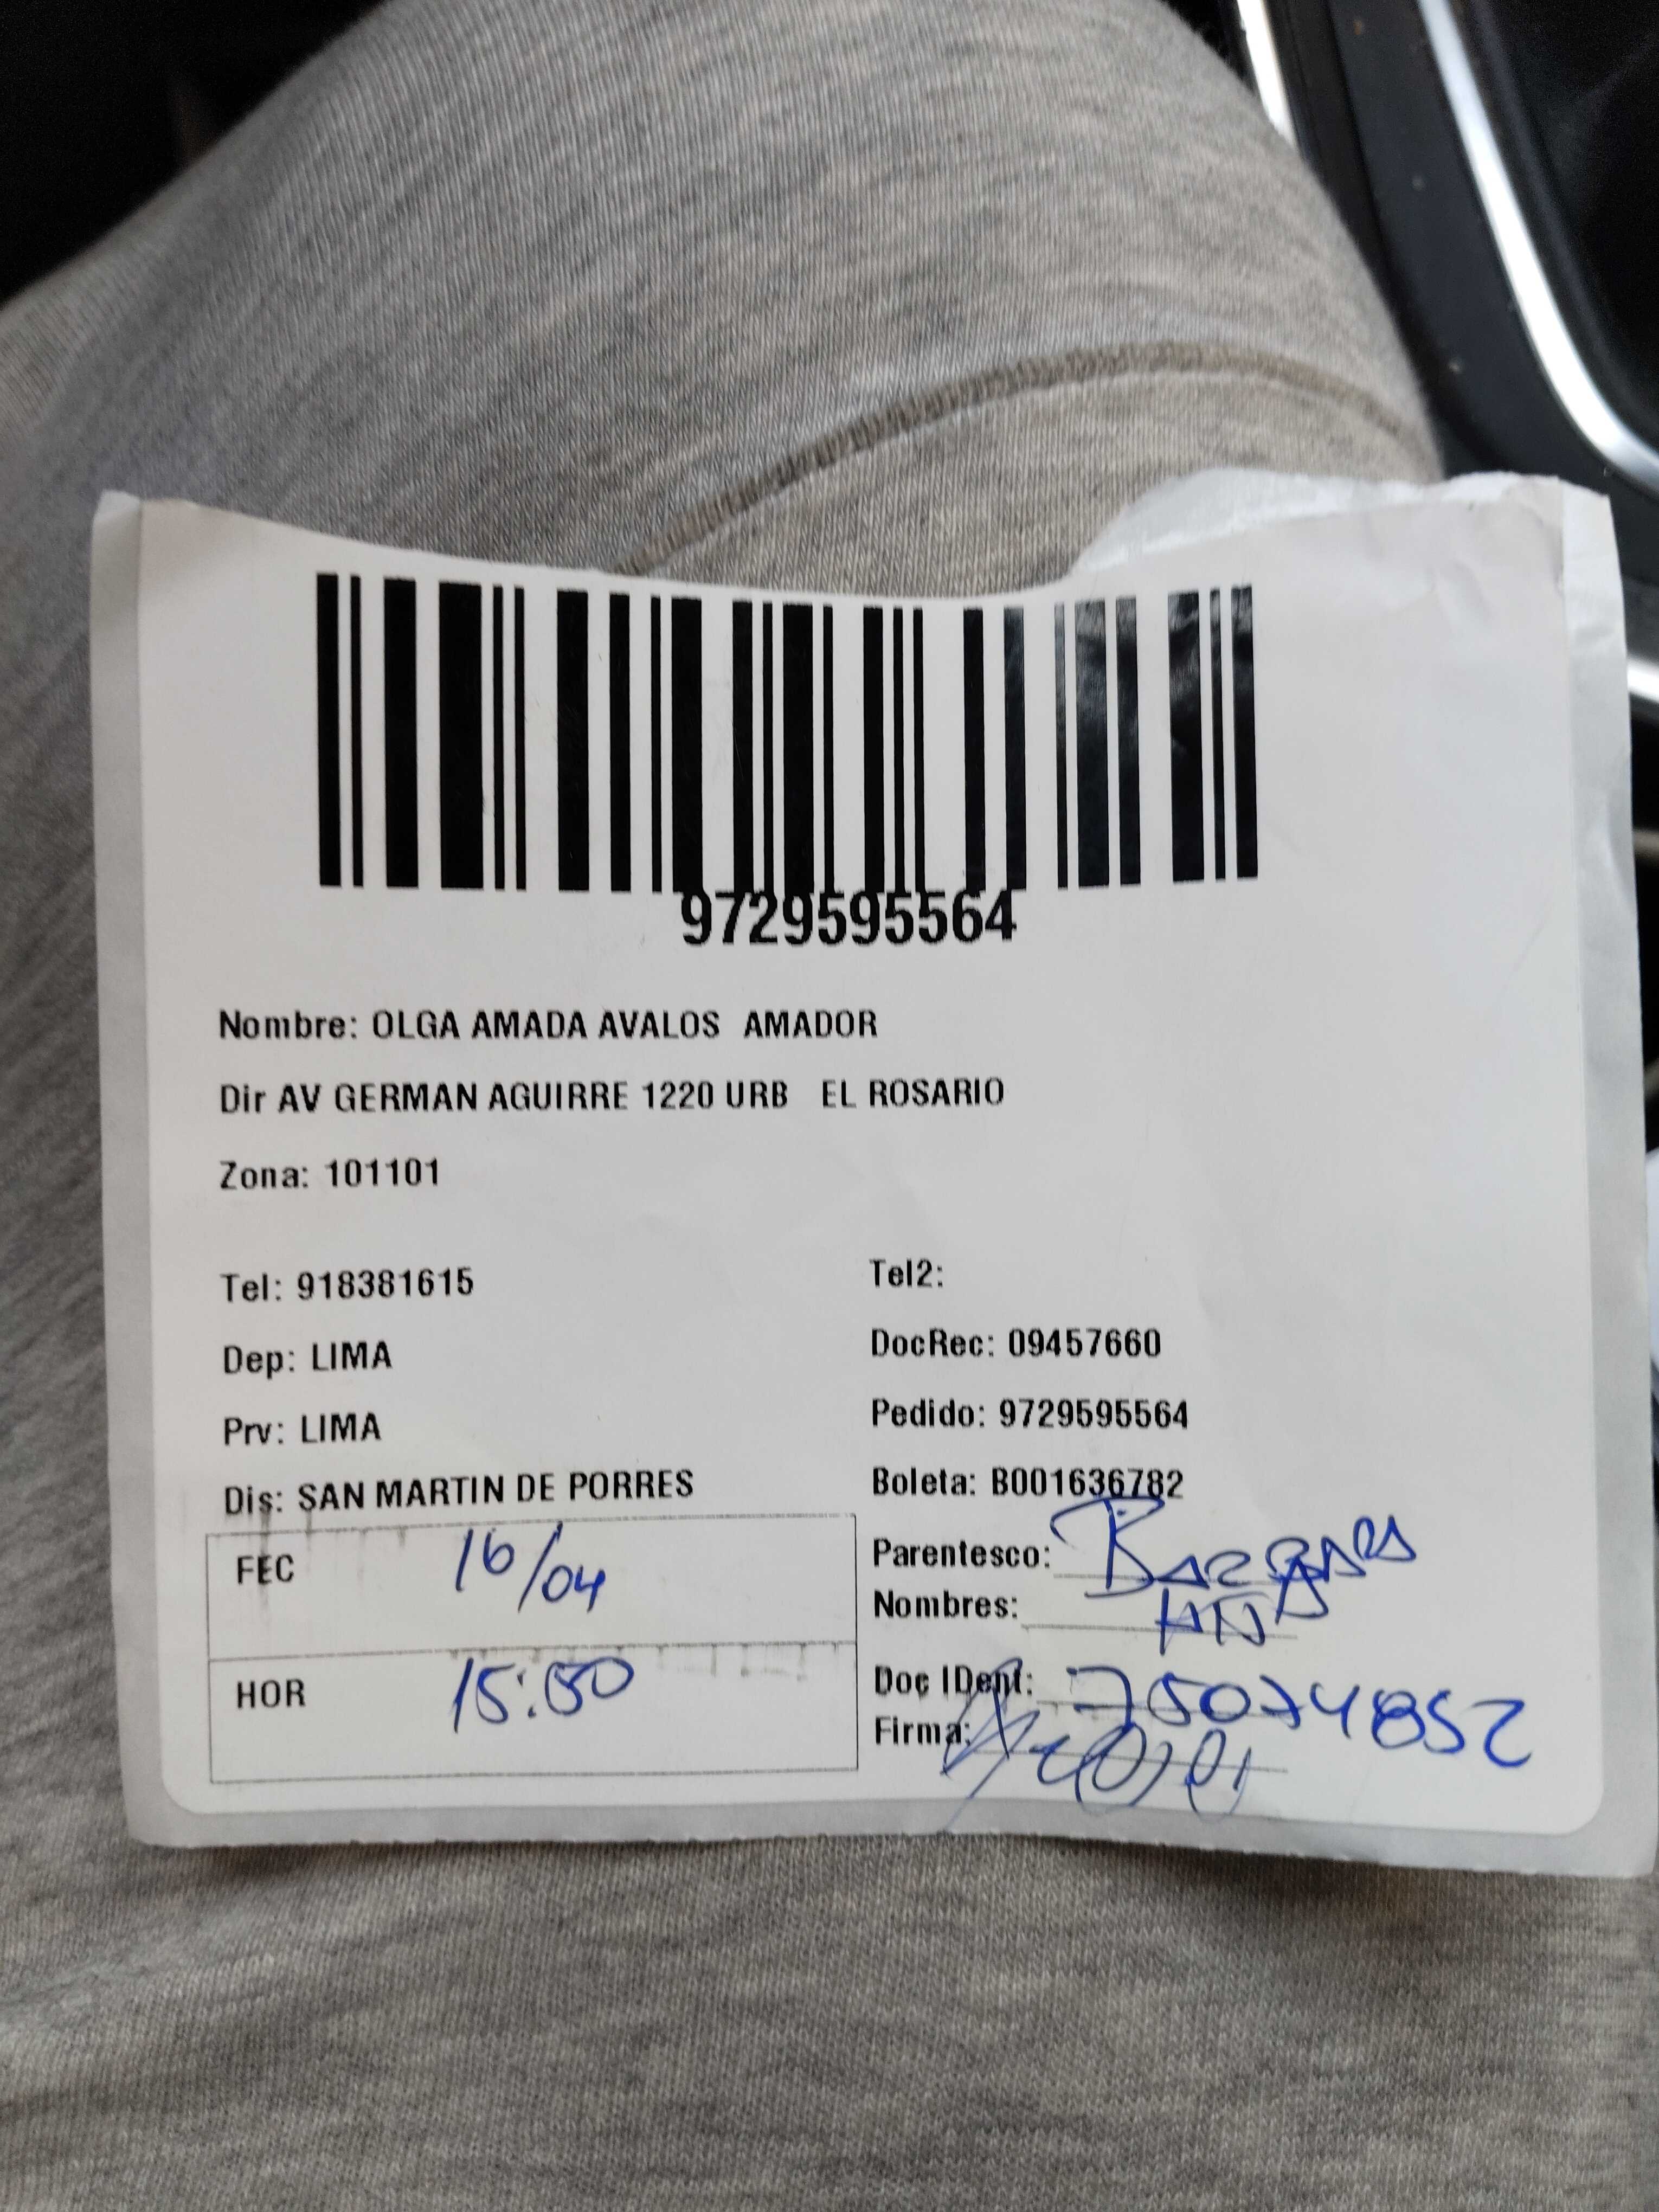 9729595564
Nombre: OLGA AMADA AVALOS AMADOR
Dir AV GERMAN AGUIRRE 1220 URB EL ROSARIO
Zona: 101101
Tel: 918381615
Tel2:
Dep: LIMA
DocRec: 09457660
Prv: LIMA
Pedido: 9729595564
Dis: SAN MARTIN DE PORRES
Boleta: B001636782
FEC 16/04
Parentesco:
Nombres:
HOR 15:50
Doc IDent: 75074852
Firma: